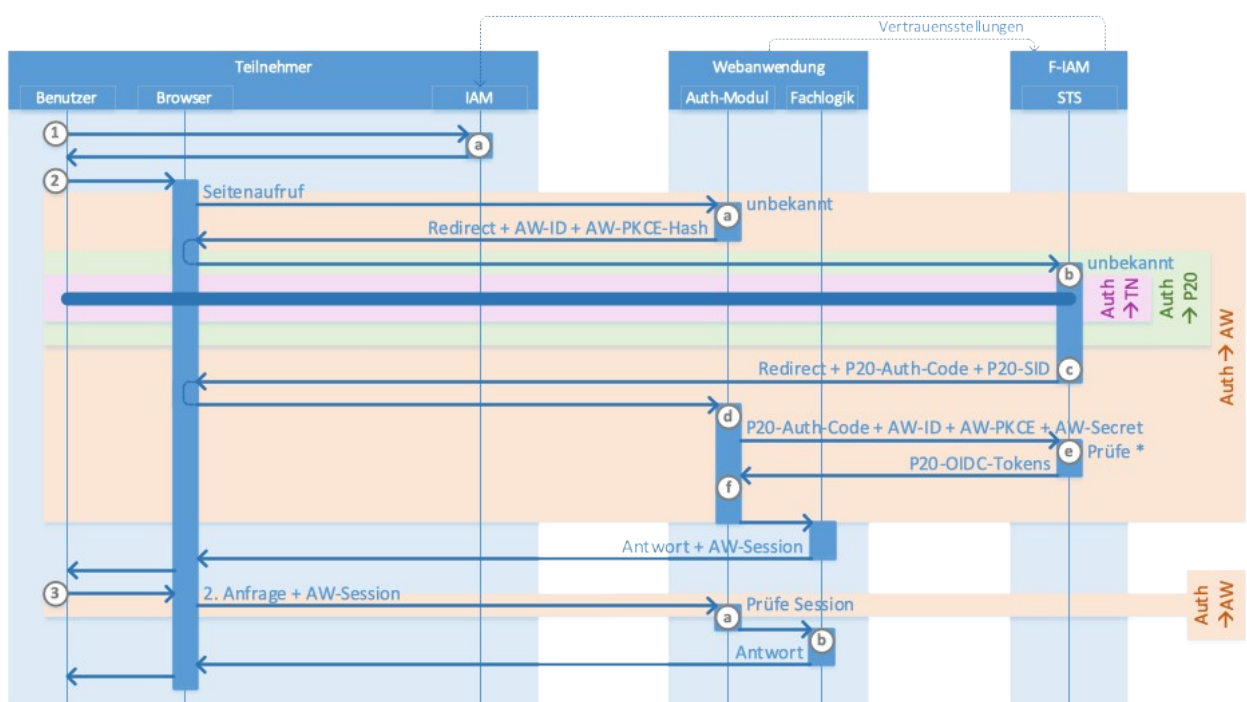 Vertrauensstellungen
Teilnehmer
Webanwendung
F-IAM
Benutzer
Browser
IAM
Auth-Modul
Fachlogik
STS
1
a
2
Seitenaufruf
a
unbekannt
Redirect + AW-ID + AW-PKCE-Hash
b
unbekannt
Auth
→TN
Auth
→ P20
Auth → AW
Redirect + P20-Auth-Code + P20-SID
c
d
P20-Auth-Code + AW-ID + AW-PKCE + AW-Secret
e
Prüfe *
P20-OIDC-Tokens
f
Antwort + AW-Session
3
2. Anfrage + AW-Session
Prüfe Session
a
Auth
→AW
b
Antwort